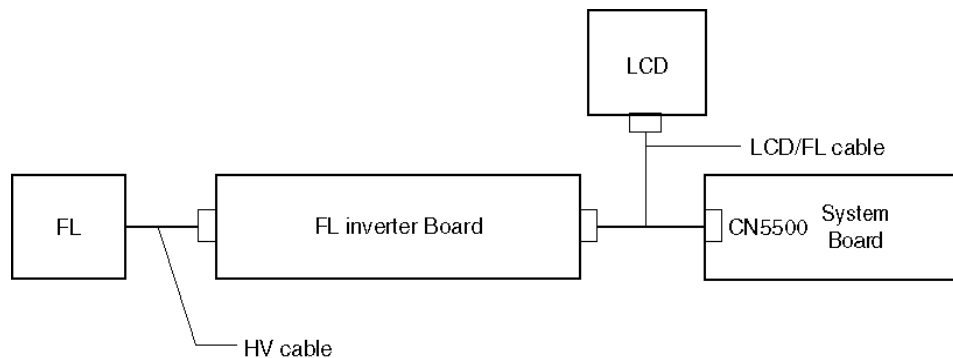 LCD
LCD/FL cable
FL
FL inverter Board
CN5500
System
Board
HV cable